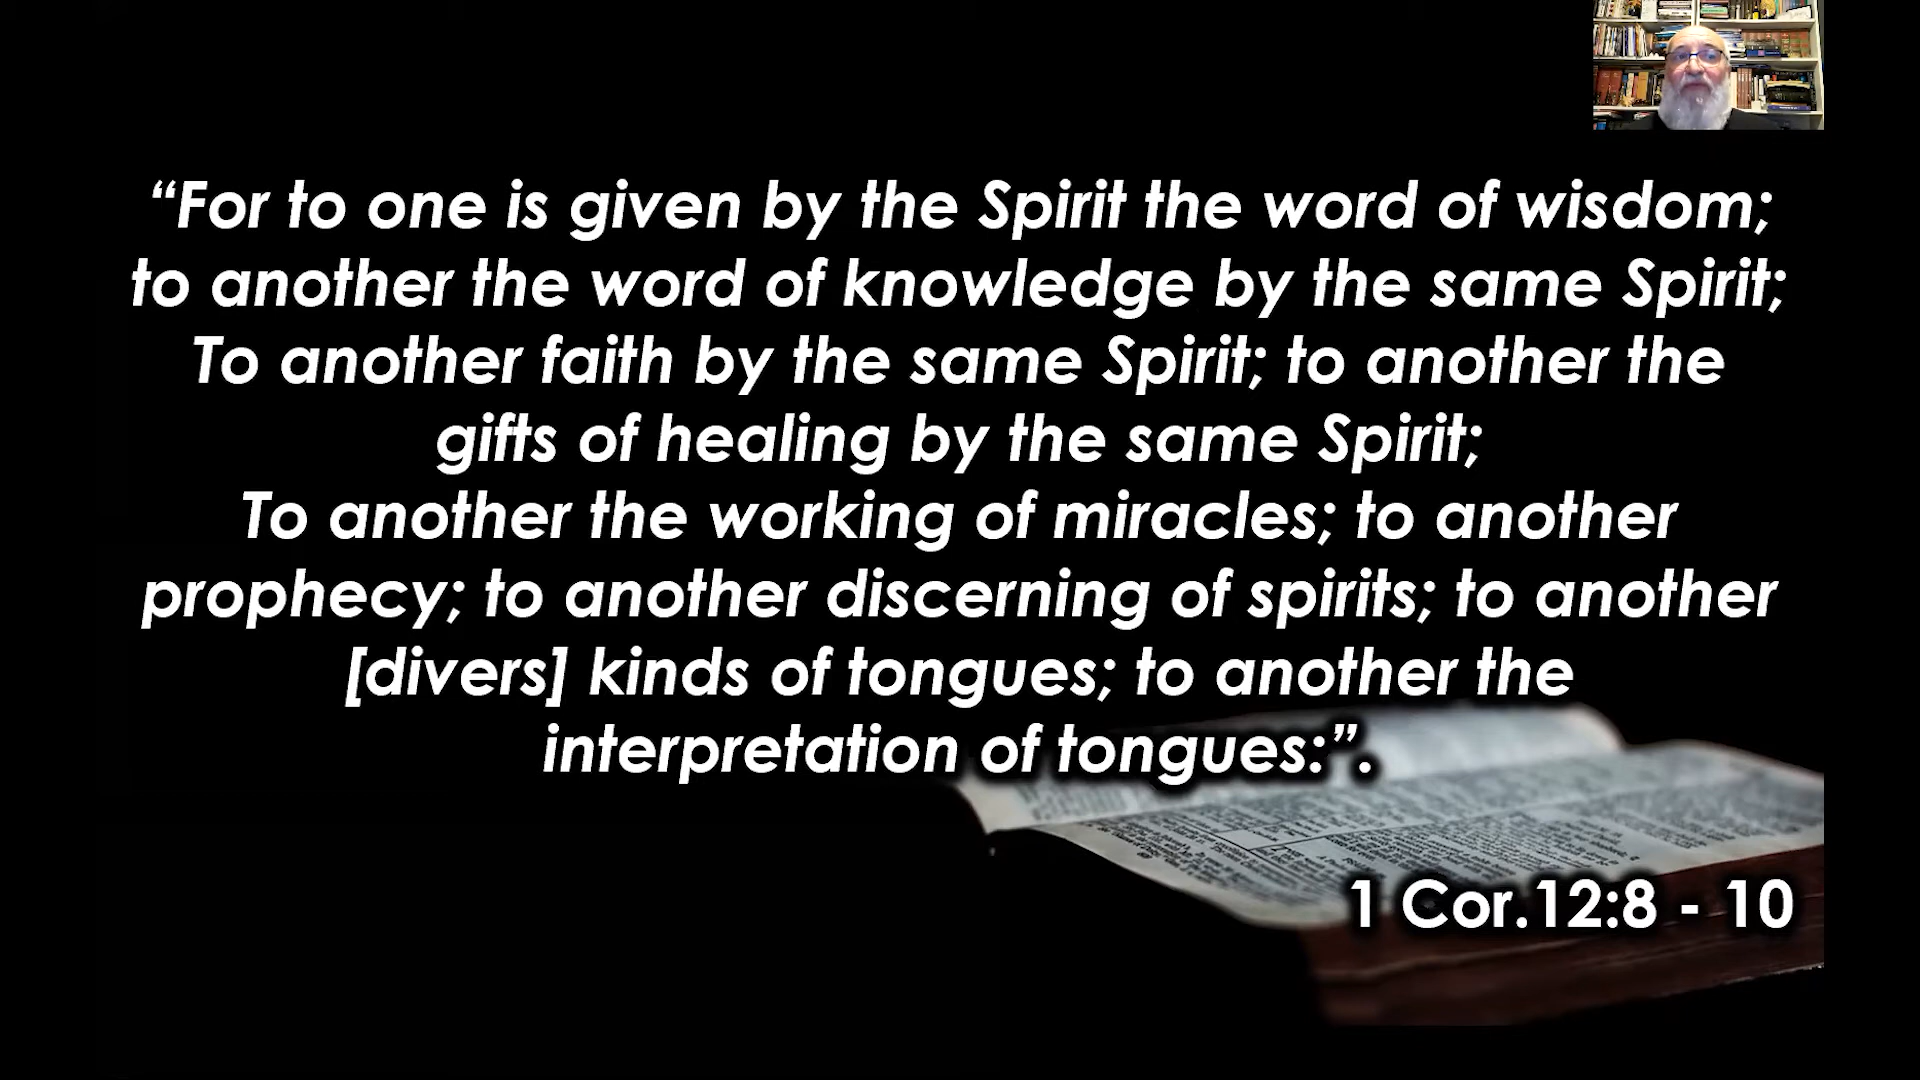 “For to one is given by the Spirit the word of wisdom;
to another the word of knowledge by the same Spirit;
To another faith by the same Spirit; to another the
gifts of healing by the same Spirit;
To another the working of miracles; to another
prophecy; to another discerning of spirits; to another
[divers] kinds of tongues; to another the
interpretation of tongues:”.
1 Cor.12:8 - 10